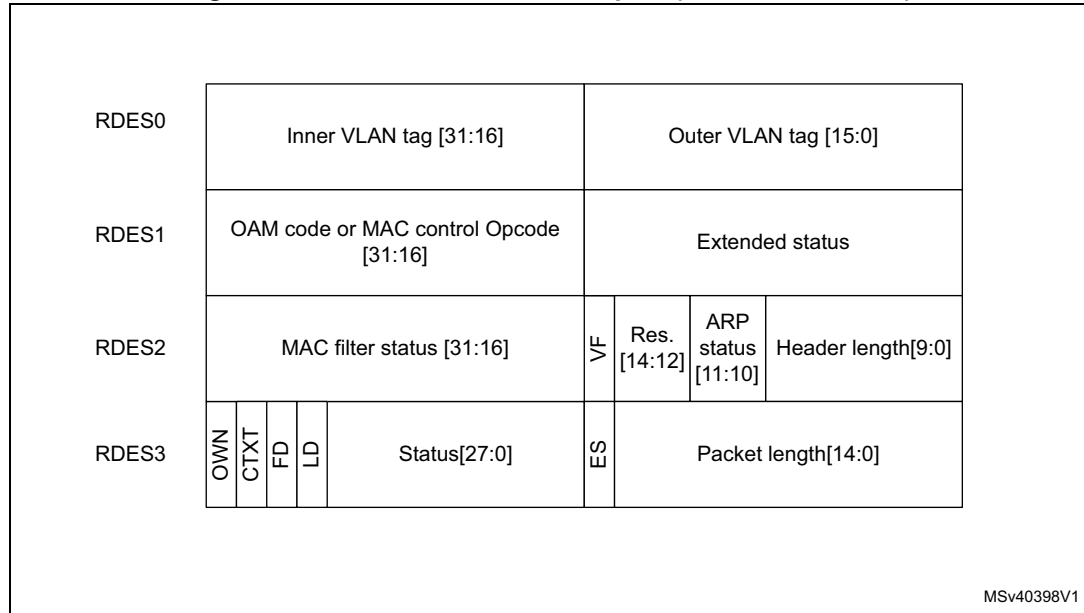 RDES0
Inner VLAN tag [31:16]
Outer VLAN tag [15:0]
RDES1
OAM code or MAC control Opcode
[31:16]
Extended status
RDES2
MAC filter status [31:16]
VF
Res.
[14:12]
ARP
status
[11:10]
Header length[9:0]
RDES3
OWN
CTXT
FD
LD
Status[27:0]
ES
Packet length[14:0]
MSv40398V1